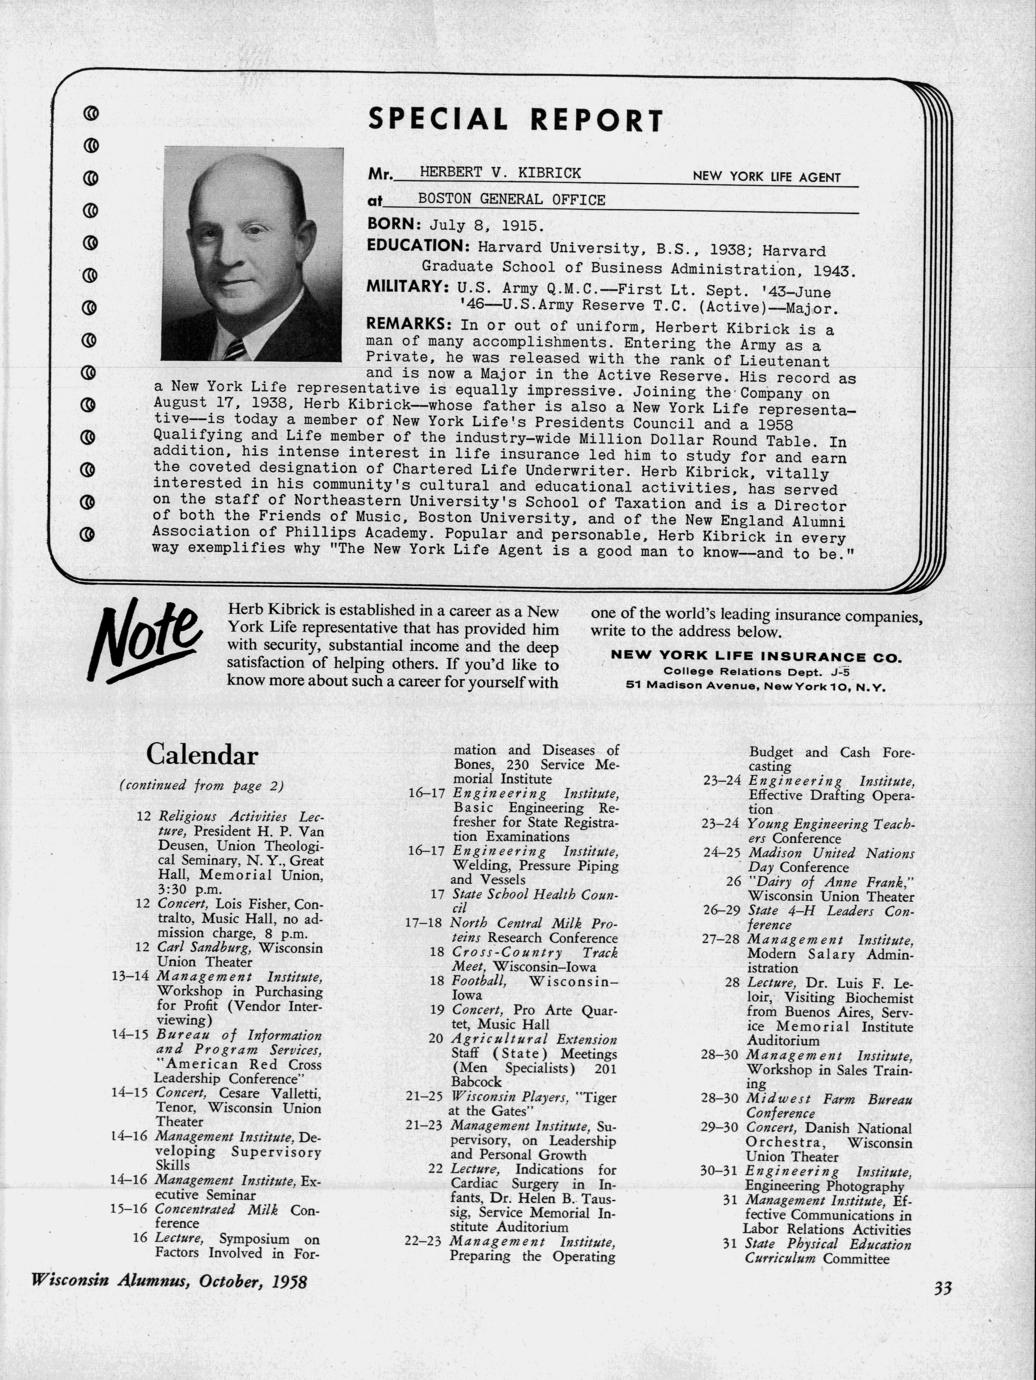 SPECIAL REPORT
Mr. HERBERT V. KIBRICK NEW YORK LIFE AGENT
at BOSTON GENERAL OFFICE
BORN: July 8, 1915.
EDUCATION: Harvard University, B.S., 1938; Harvard
Graduate School of Business Administration, 1943.
MILITARY: U.S. Army Q.M.C.—First Lt. Sept. '43—June
'46—U.S.Army Reserve T.C. (Active)—Major.
REMARKS: In or out of uniform, Herbert Kibrick is a
man of many accomplishments. Entering the Army as a
Private, he was released with the rank of Lieutenant
and is now a Major in the Active Reserve. His record as
a New York Life representative is equally impressive. Joining the Company on
August 17, 1938, Herb Kibrick—whose father is also a New York Life representa-
tive—is today a member of New York Life's Presidents Council and a 1958
Qualifying and Life member of the industry-wide Million Dollar Round Table. In
addition, his intense interest in life insurance led him to study for and earn
the coveted designation of Chartered Life Underwriter. Herb Kibrick, vitally
interested in his community's cultural and educational activities, has served
on the staff of Northeastern University's School of Taxation and is a Director
of both the Friends of Music, Boston University, and of the New England Alumni
Association of Phillips Academy. Popular and personable, Herb Kibrick in every
way exemplifies why "The New York Life Agent is a good man to know—and to be."
Note
Herb Kibrick is established in a career as a New
York Life representative that has provided him
with security, substantial income and the deep
satisfaction of helping others. If you'd like to
know more about such a career for yourself with
one of the world's leading insurance companies,
write to the address below.
NEW YORK LIFE INSURANCE CO.
College Relations Dept. J-5
51 Madison Avenue, New York 10, N.Y.
Calendar
(continued from page 2)
12 Religious Activities Lec-
ture, President H. P. Van
Deusen, Union Theologi-
cal Seminary, N. Y., Great
Hall, Memorial Union,
3:30 p.m.
12 Concert, Lois Fisher, Con-
tralto, Music Hall, no ad-
mission charge, 8 p.m.
12 Carl Sandburg, Wisconsin
Union Theater
13–14 Management Institute,
Workshop in Purchasing
for Profit (Vendor Inter-
viewing)
14–15 Bureau of Information
and Program Services,
"American Red Cross
Leadership Conference"
14–15 Concert, Cesare Valletti,
Tenor, Wisconsin Union
Theater
14–16 Management Institute, De-
veloping Supervisory
Skills
14–16 Management Institute, Ex-
ecutive Seminar
15–16 Concentrated Milk Con-
ference
16 Lecture, Symposium on
Factors Involved in For-
mation and Diseases of
Bones, 230 Service Me-
morial Institute
16–17 Engineering Institute,
Basic Engineering Re-
fresher for State Registra-
tion Examinations
16–17 Engineering Institute,
Welding, Pressure Piping
and Vessels
17 State School Health Coun-
cil
17–18 North Central Milk Pro-
teins Research Conference
18 Cross-Country Track
Meet, Wisconsin–Iowa
18 Football, Wisconsin–
Iowa
19 Concert, Pro Arte Quar-
tet, Music Hall
20 Agricultural Extension
Staff (State) Meetings
(Men Specialists) 201
Babcock
21–25 Wisconsin Players, "Tiger
at the Gates"
21–23 Management Institute, Su-
pervisory, on Leadership
and Personal Growth
22 Lecture, Indications for
Cardiac Surgery in In-
fants, Dr. Helen B. Taus-
sig, Service Memorial In-
stitute Auditorium
22–23 Management Institute,
Preparing the Operating
Budget and Cash Fore-
casting
23–24 Engineering Institute,
Effective Drafting Opera-
tion
23–24 Young Engineering Teach-
ers Conference
24–25 Madison United Nations
Day Conference
26 "Dairy of Anne Frank,"
Wisconsin Union Theater
26–29 State 4–H Leaders Con-
ference
27–28 Management Institute,
Modern Salary Admin-
istration
28 Lecture, Dr. Luis F. Le-
loir, Visiting Biochemist
from Buenos Aires, Serv-
ice Memorial Institute
Auditorium
28–30 Management Institute,
Workshop in Sales Train-
ing
28–30 Midwest Farm Bureau
Conference
29–30 Concert, Danish National
Orchestra, Wisconsin
Union Theater
30–31 Engineering Institute,
Engineering Photography
31 Management Institute, Ef-
fective Communications in
Labor Relations Activities
31 State Physical Education
Curriculum Committee
Wisconsin Alumnus, October, 1958
33